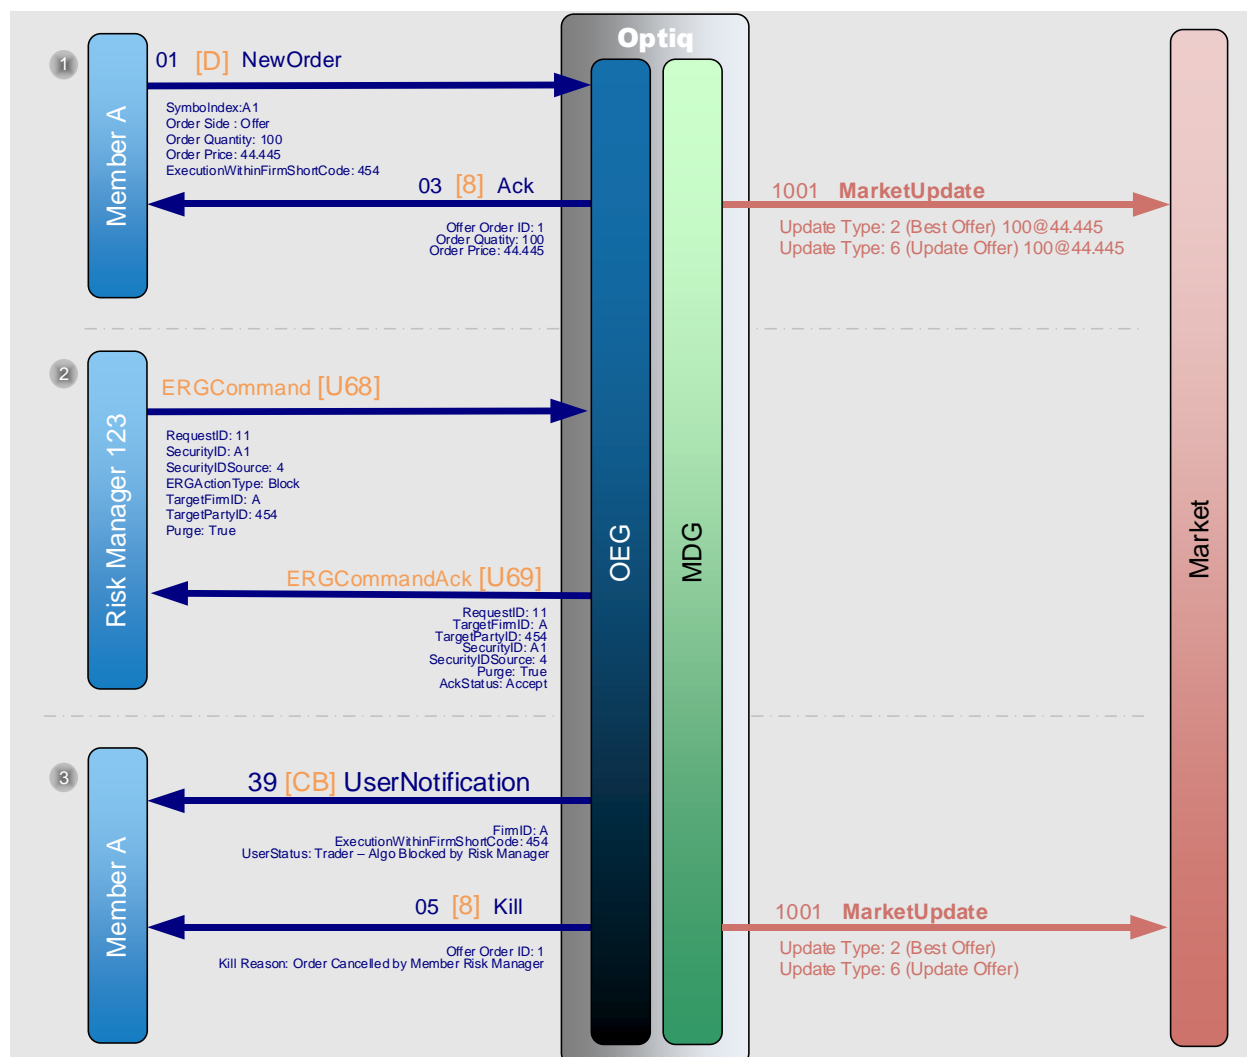 Optiq
1
Member A
01 [D] NewOrder
SymbolIndex:A1
Order Side : Offer
Order Quantity: 100
Order Price: 44.445
ExecutionWithinFirmShortCode: 454
03 [8] Ack
Offer Order ID: 1
Order Quatity: 100
Order Price: 44.445
1001 MarketUpdate
Update Type: 2 (Best Offer) 100@44.445
Update Type: 6 (Update Offer) 100@44.445
2
Risk Manager 123
ERGCommand [U68]
RequestID: 11
SecurityID: A1
SecurityIDSource: 4
ERGActionType: Block
TargetFirmID: A
TargetPartyID: 454
Purge: True
OEG
MDG
Market
ERGCommandAck [U69]
RequestID: 11
TargetFirmID: A
TargetPartyID: 454
SecurityID: A1
SecurityIDSource: 4
Purge: True
AckStatus: Accept
3
Member A
39 [CB] UserNotification
FirmID: A
ExecutionWithinFirmShortCode: 454
UserStatus: Trader – Algo Blocked by Risk Manager
05 [8] Kill
Offer Order ID: 1
Kill Reason: Order Cancelled by Member Risk Manager
1001 MarketUpdate
Update Type: 2 (Best Offer)
Update Type: 6 (Update Offer)